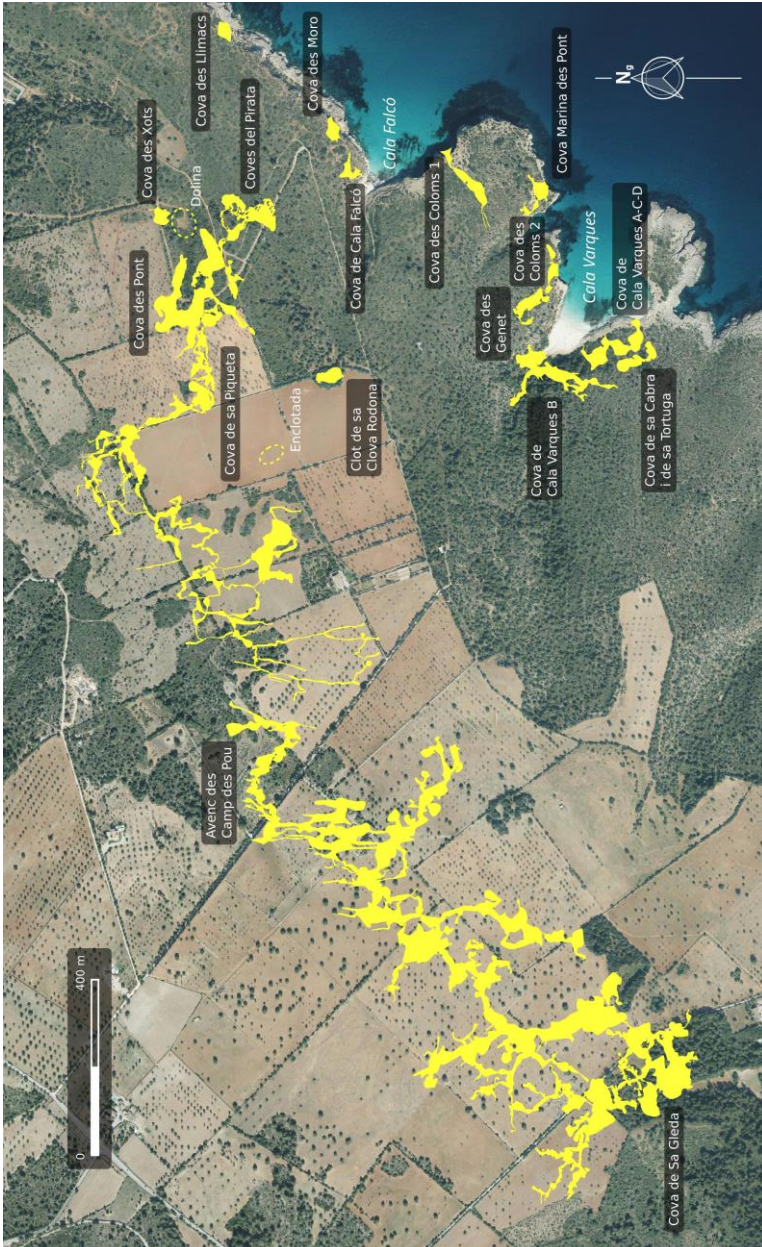 0 400 m
Cova des Pont
Cova des Xots
Dolina
Cova des Llimacs
Avenc des
Camp des Pou
Cova de sa Piqueta
Coves del Pirata
Enclotada
Cova des Moro
Clot de sa
Clova Rodona
Cova de Cala Falcó
Cala Falcó
Cova des Coloms 1
Cova des
Genet
Cova des
Coloms 2
Cova de
Cala Varques B
Cova Marina des Pont
Cala Varques
Cova de
Cala Varques A-C-D
Ng
Cova de sa Cabra
i de sa Tortuga
Cova de Sa Gleda